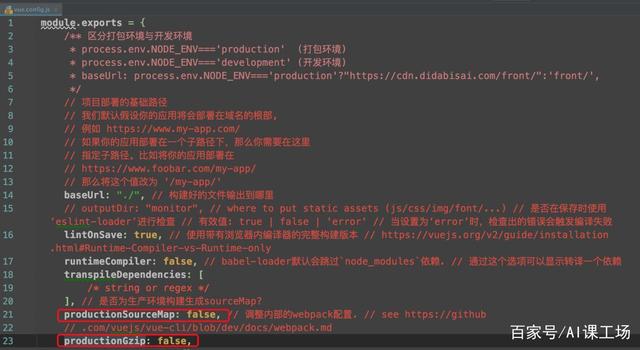 vue.config.js
1 module.exports = {
2 /** 区分打包环境与开发环境
3 * process.env.NODE_ENV==='production' (打包环境)
4 * process.env.NODE_ENV==='development' (开发环境)
5 * baseUrl: process.env.NODE_ENV==='production'?"https://cdn.didabisai.com/front/":'front/',
6 */
7 // 项目部署的基础路径
8 // 我们默认假设你的应用将会部署在域名的根部,
9 // 例如 https://www.my-app.com/
10 // 如果你的应用部署在一个子路径下, 那么你需要在这里
11 // 指定子路径。比如将你的应用部署在
12 // https://www.foobar.com/my-app/
13 // 那么将这个值改为 '/my-app/'
14 baseUrl: "./", // 构建好的文件输出到哪里
15 // outputDir: "monitor", // where to put static assets (js/css/img/font/...) // 是否在保存时使用
'eslint-loader'进行检查 // 有效值: true | false | 'error' // 当设置为'error'时, 检查出的错误会触发编译失败
16 lintOnSave: true, // 使用带有浏览器内编译器的完整构建版本 // https://vuejs.org/v2/guide/installation
.html#Runtime-Compiler-vs-Runtime-only
17 runtimeCompiler: false, // babel-loader默认会跳过`node_modules`依赖. // 通过这个选项可以显示转译一个依赖
18 transpileDependencies: [
19 /* string or regex */
20 ], // 是否为生产环境构建生成sourceMap?
21 productionSourceMap: false, // 调整内部的webpack配置. // see https://github
22 // .com/vuejs/vue-cli/blob/dev/docs/webpack.md
23 productionGzip: false,
百家号/AI课工场